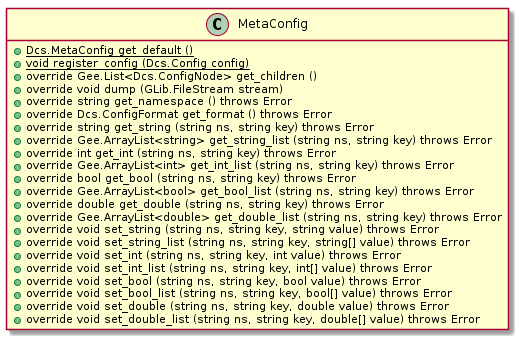 C MetaConfig
Dcs.MetaConfig get_default ()
void register_config (Dcs.Config config)
override Gee.List<Dcs.ConfigNode> get_children ()
override void dump (GLib.FileStream stream)
override string get_namespace () throws Error
override Dcs.ConfigFormat get_format () throws Error
override string get_string (string ns, string key) throws Error
override Gee.ArrayList<string> get_string_list (string ns, string key) throws Error
override int get_int (string ns, string key) throws Error
override Gee.ArrayList<int> get_int_list (string ns, string key) throws Error
override bool get_bool (string ns, string key) throws Error
override Gee.ArrayList<bool> get_bool_list (string ns, string key) throws Error
override double get_double (string ns, string key) throws Error
override Gee.ArrayList<double> get_double_list (string ns, string key) throws Error
override void set_string (string ns, string key, string value) throws Error
override void set_string_list (string ns, string key, string[] value) throws Error
override void set_int (string ns, string key, int value) throws Error
override void set_int_list (string ns, string key, int[] value) throws Error
override void set_bool (string ns, string key, bool value) throws Error
override void set_bool_list (string ns, string key, bool[] value) throws Error
override void set_double (string ns, string key, double value) throws Error
override void set_double_list (string ns, string key, double[] value) throws Error